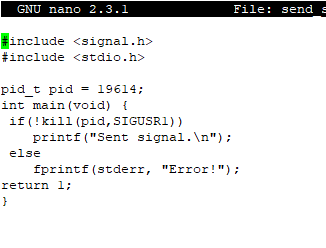 GNU nano 2.3.1 File: send_s
#include <signal.h>
#include <stdio.h>

pid_t pid = 19614;
int main(void) {
 if(!kill(pid,SIGUSR1))
    printf("Sent signal.\n");
 else
    fprintf(stderr, "Error!");
return 1;
}